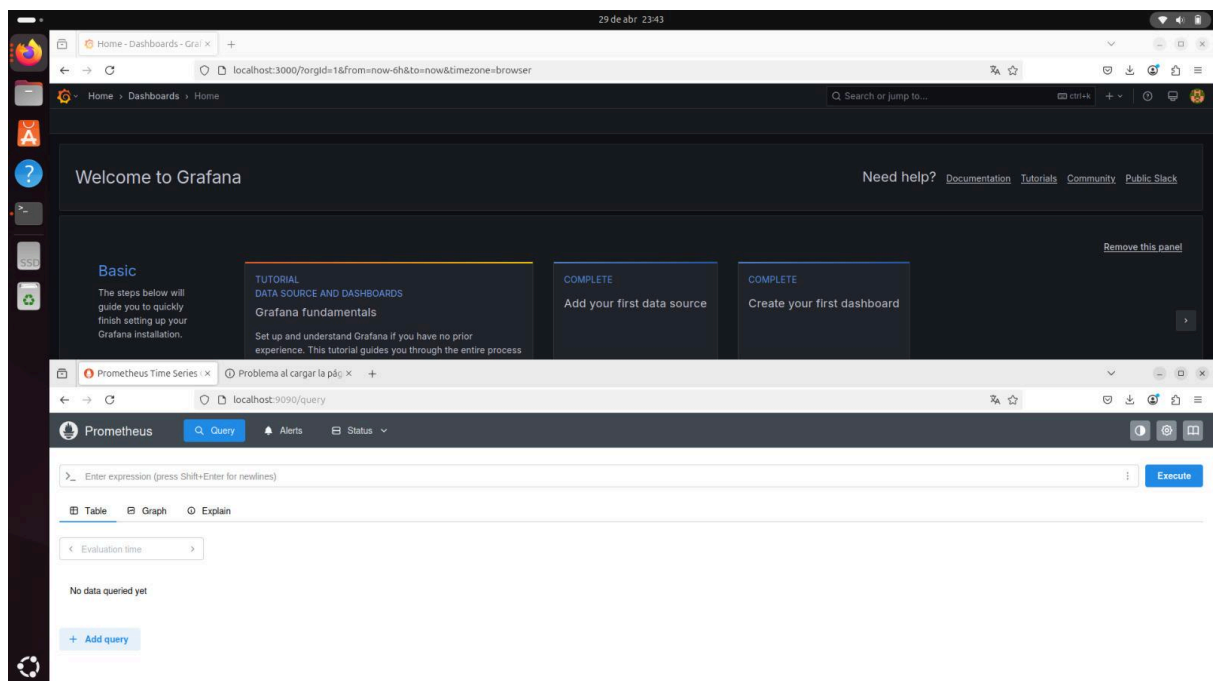 29 de abr 23:43
Home - Dashboards - Gra
localhost:3000/?orgId=1&from=now-6h&to=now&timezone=browser
Home › Dashboards › Home
Search or jump to...
ctrl+k
Welcome to Grafana
Need help? Documentation Tutorials Community Public Slack
Remove this panel
Basic
The steps below will
guide you to quickly
finish setting up your
Grafana installation.
TUTORIAL
DATA SOURCE AND DASHBOARDS
Grafana fundamentals
Set up and understand Grafana if you have no prior
experience. This tutorial guides you through the entire process
COMPLETE
Add your first data source
COMPLETE
Create your first dashboard
SSD
Prometheus Time Series
Problema al cargar la pág
localhost:9090/query
Prometheus
Query
Alerts
Status
Enter expression (press Shift+Enter for newlines)
Execute
Table
Graph
Explain
Evaluation time
No data queried yet
+ Add query